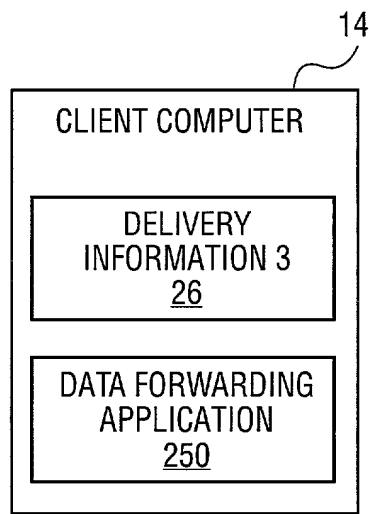 14
CLIENT COMPUTER
DELIVERY
INFORMATION 3
26
DATA FORWARDING
APPLICATION
250